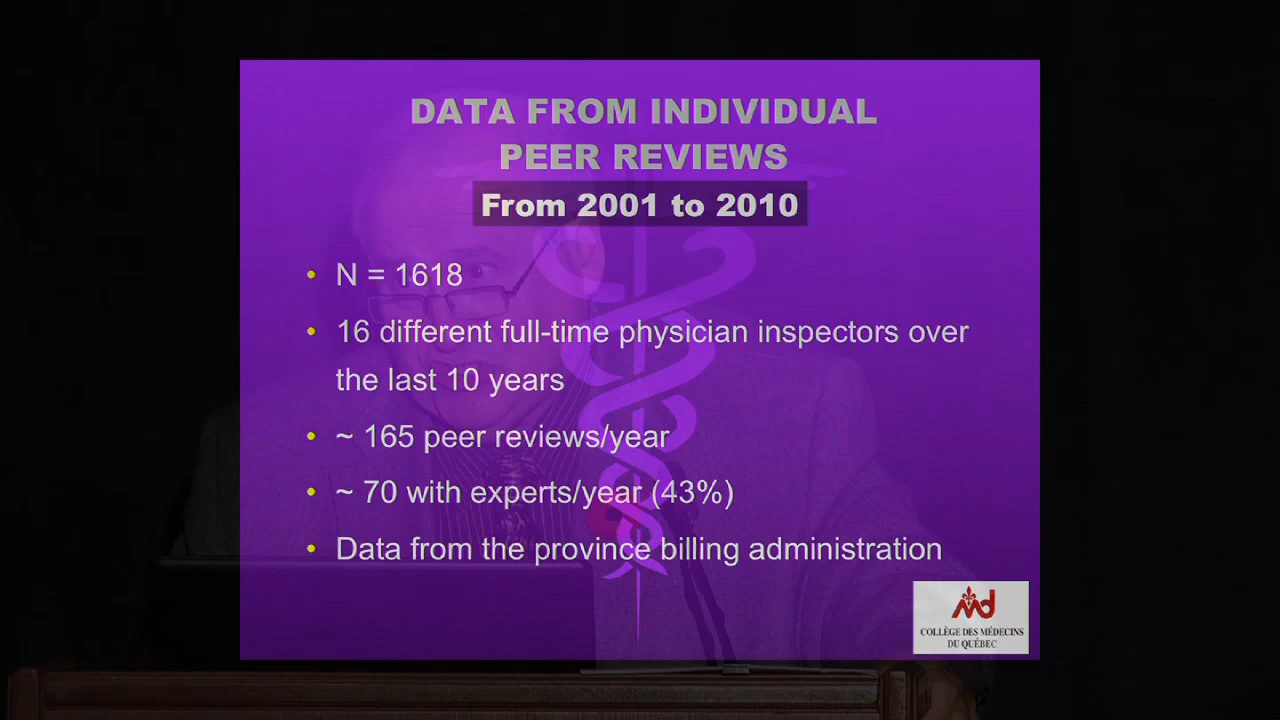 DATA FROM INDIVIDUAL
PEER REVIEWS
From 2001 to 2010
• N = 1618
• 16 different full-time physician inspectors over
the last 10 years
• ~ 165 peer reviews/year
• ~ 70 with experts/year (43%)
• Data from the province billing administration
COLLÈGE DES MÉDECINS
DU QUÉBEC